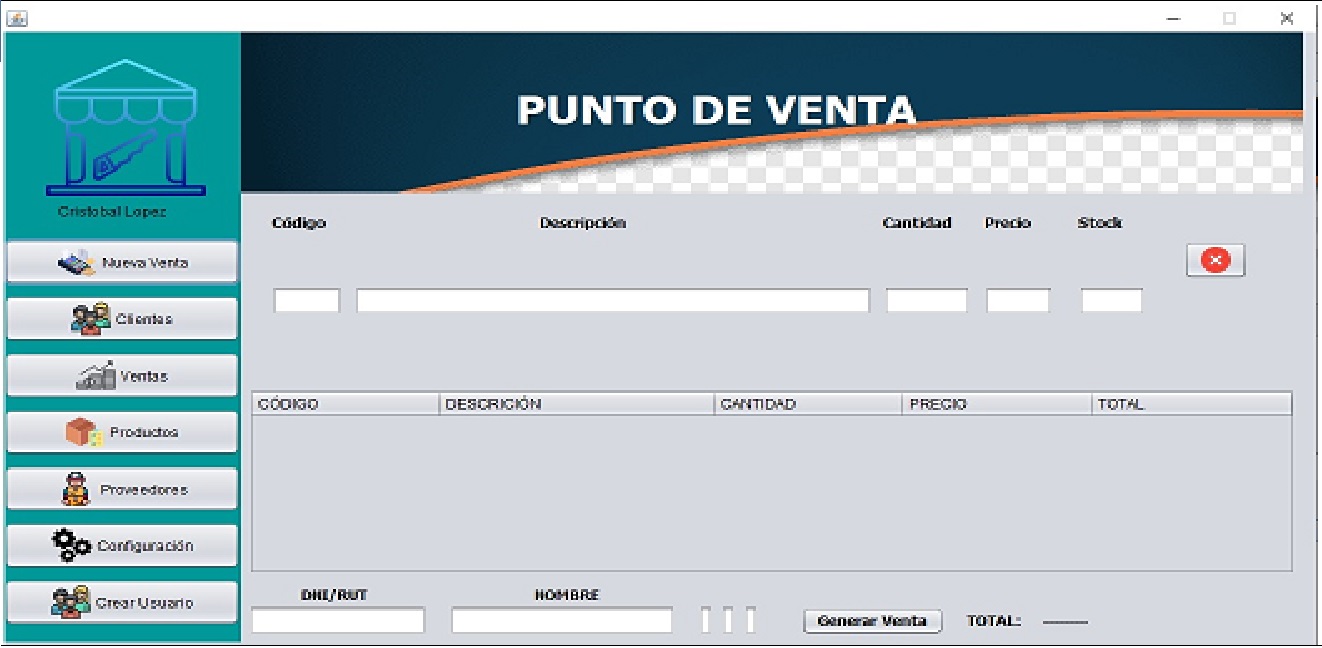 PUNTO DE VENTA
Cristobal Lopez
Nueva Venta
Clientes
Ventas
Productos
Proveedores
Configuración
Crear Usuario
Código Descripción Cantidad Precio Stock
CÓDIGO DESCRICIÓN CANTIDAD PRECIO TOTAL
DNI/RUT NOMBRE
Generar Venta TOTAL: --------